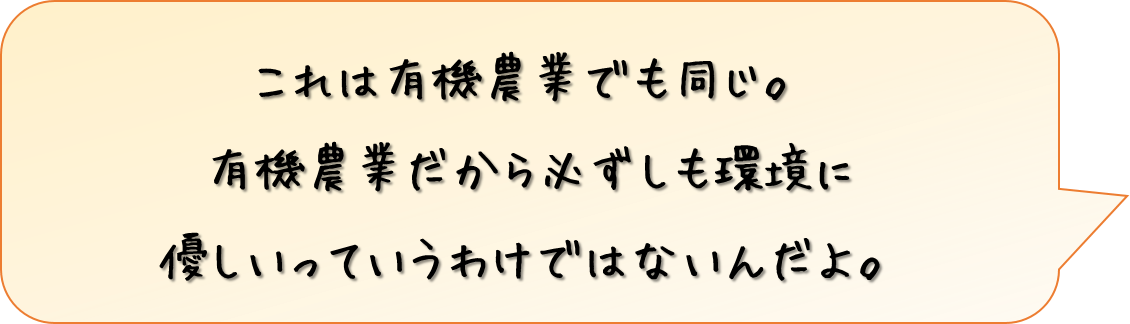 これは有機農業でも同じ。
有機農業だから必ずしも環境に
優しいっていうわけではないんだよ。